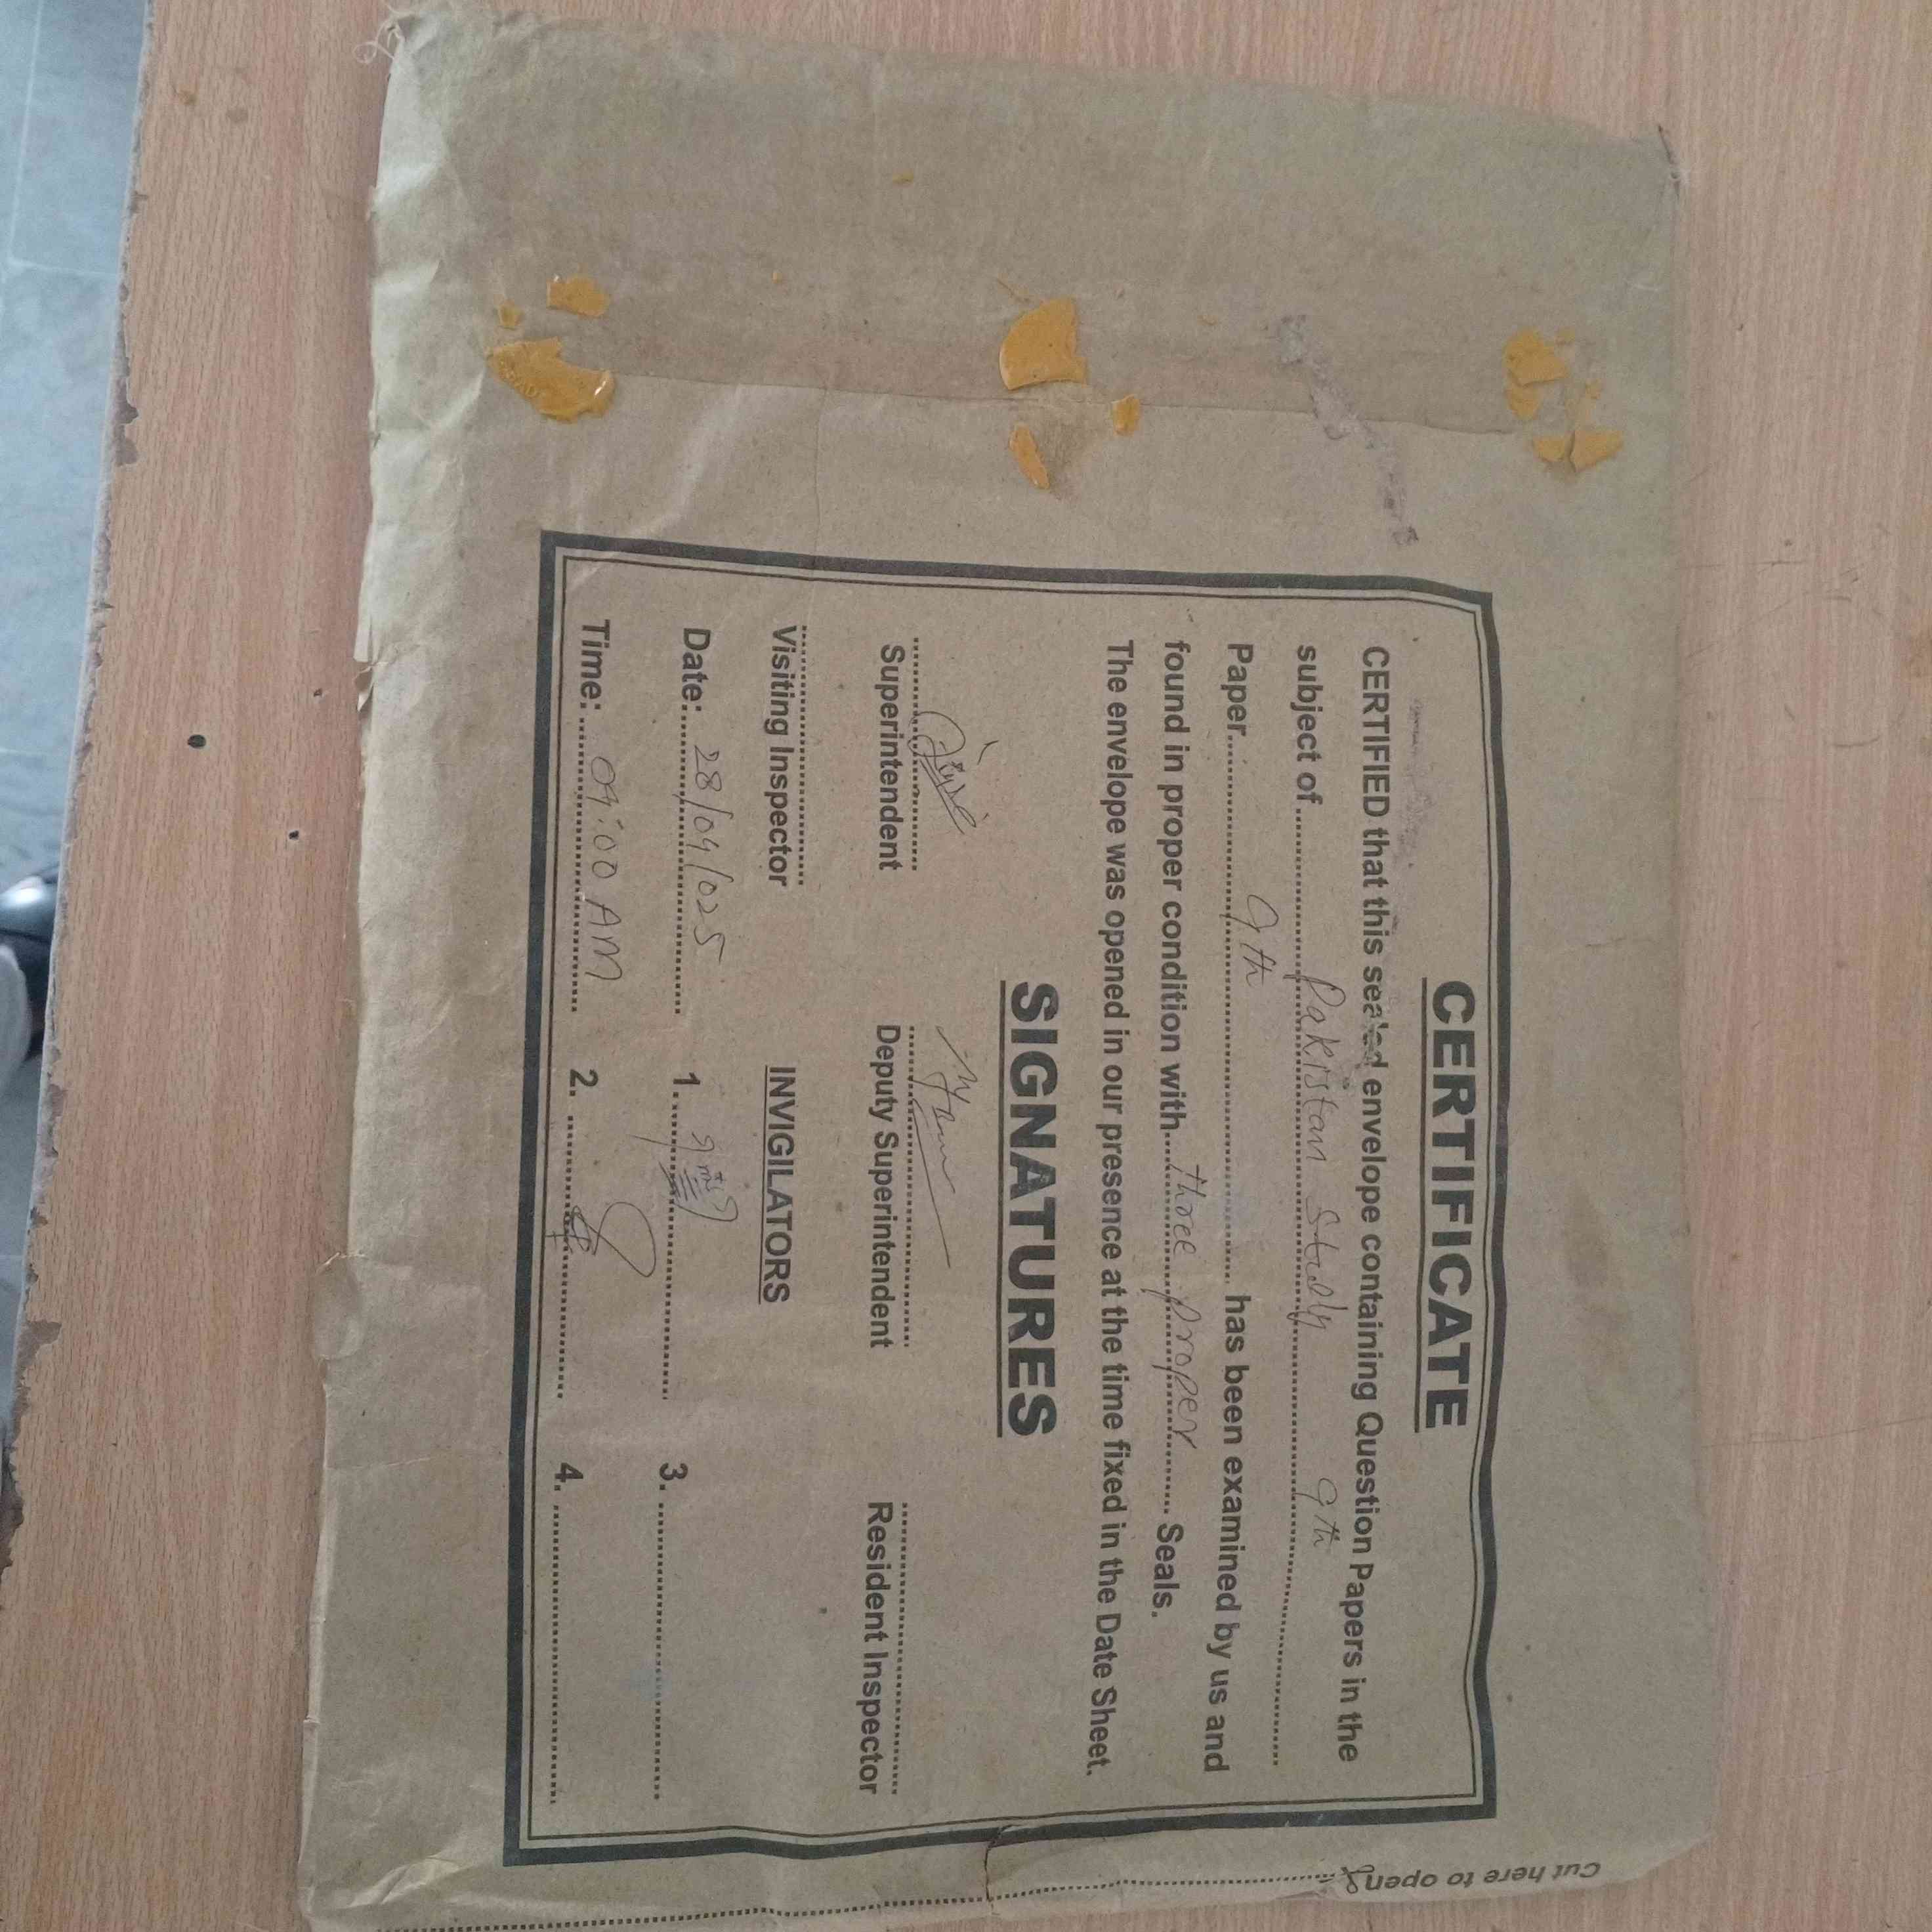 CERTIFICATE
CERTIFIED that this sealed envelope containing Question Papers in the
subject of Pakistan Study 9th
Paper 9th has been examined by us and
found in proper condition with three proper Seals.
The envelope was opened in our presence at the time fixed in the Date Sheet.
SIGNATURES
Superintendent Deputy Superintendent Resident Inspector
Visiting Inspector INVIGILATORS
Date: 28/04/025 1. 3.
Time: 09:00 AM 2. 4.
Cut here to open